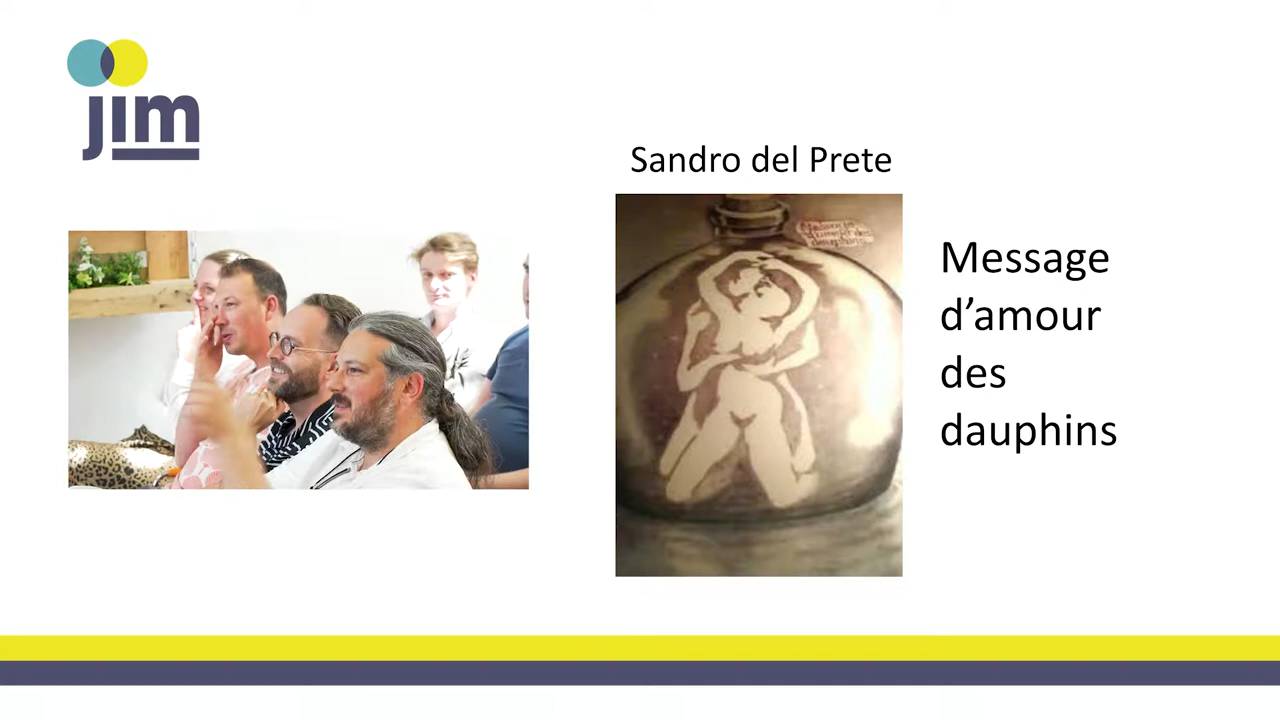 jim
Sandro del Prete
Message
d’amour
des
dauphins